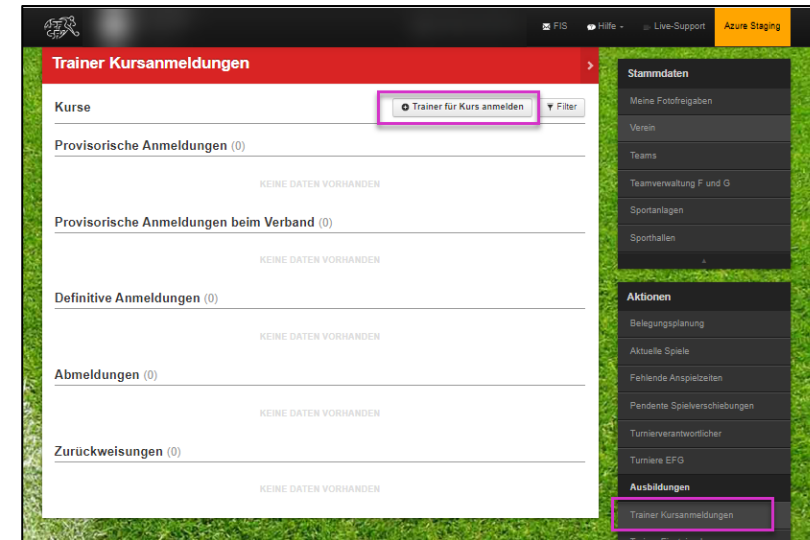 FIS
Hilfe
Live-Support
Azure Staging
Trainer Kursanmeldungen
Kurse
Trainer für Kurs anmelden
Filter
Provisorische Anmeldungen (0)
KEINE DATEN VORHANDEN
Provisorische Anmeldungen beim Verband (0)
KEINE DATEN VORHANDEN
Definitive Anmeldungen (0)
KEINE DATEN VORHANDEN
Abmeldungen (0)
KEINE DATEN VORHANDEN
Zurückweisungen (0)
KEINE DATEN VORHANDEN
Stammdaten
Meine Fotofreigaben
Verein
Teams
Teamverwaltung F und G
Sportanlagen
Sporthallen
Aktionen
Belegungsplanung
Aktuelle Spiele
Fehlende Anspielzeiten
Pendente Spielverschiebungen
Turnierverantwortlicher
Turniere EFG
Ausbildungen
Trainer Kursanmeldungen